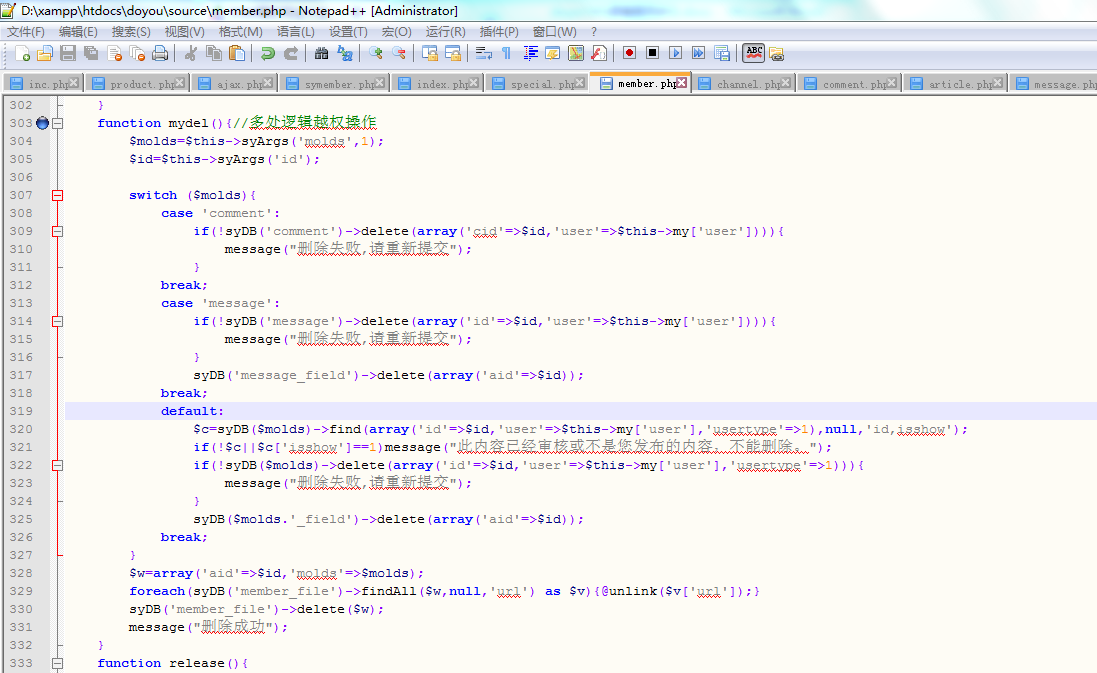 D:\xampp\htdocs\doyou\source\member.php - Notepad++ [Administrator]
文件(F) 编辑(E) 搜索(S) 视图(V) 格式(M) 语言(L) 设置(T) 宏(O) 运行(R) 插件(P) 窗口(W) ?
ABC
inc.php product.php ajax.php symember.php index.php special.php member.php channel.php comment.php article.php message.php
302 }
303 function mydel(){//多处逻辑越权操作
304 $molds=$this->syArgs('molds',1);
305 $id=$this->syArgs('id');
306
307 switch ($molds){
308 case 'comment':
309 if(!syDB('comment')->delete(array('cid'=>$id,'user'=>$this->my['user']))){
310 message("删除失败,请重新提交");
311 }
312 break;
313 case 'message':
314 if(!syDB('message')->delete(array('id'=>$id,'user'=>$this->my['user']))){
315 message("删除失败,请重新提交");
316 }
317 syDB('message_field')->delete(array('aid'=>$id));
318 break;
319 default:
320 $c=syDB($molds)->find(array('id'=>$id,'user'=>$this->my['user'],'usertype'=>1),null,'id,isshow');
321 if(!$c||$c['isshow']==1)message("此内容已经审核或不是您发布的内容，不能删除。");
322 if(!syDB($molds)->delete(array('id'=>$id,'user'=>$this->my['user'],'usertype'=>1))){
323 message("删除失败,请重新提交");
324 }
325 syDB($molds.'_field')->delete(array('aid'=>$id));
326 break;
327 }
328 $w=array('aid'=>$id,'molds'=>$molds);
329 foreach(syDB('member_file')->findAll($w,null,'url') as $v){@unlink($v['url']);}
330 syDB('member_file')->delete($w);
331 message("删除成功");
332 }
333 function release(){